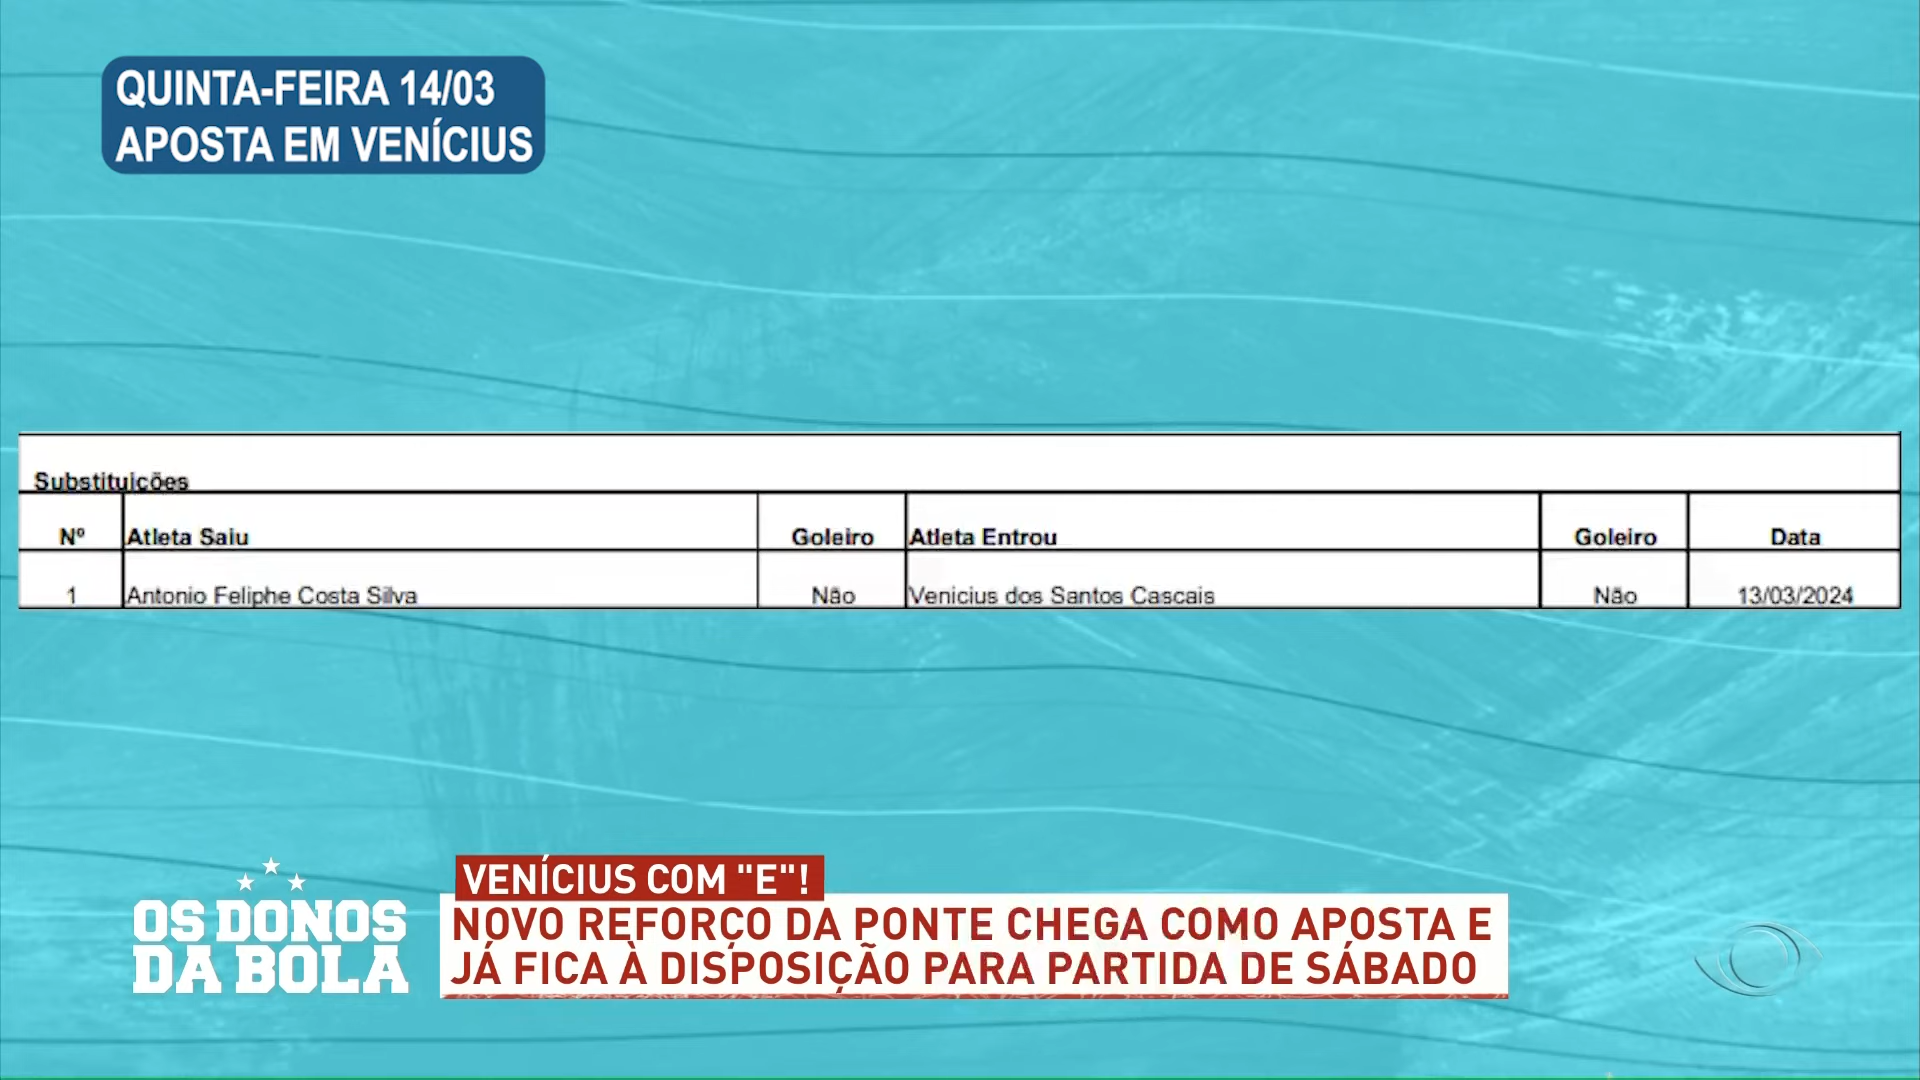 QUINTA-FEIRA 14/03
APOSTA EM VENÍCIUS
Substituições
Nº Atleta Saiu Goleiro Atleta Entrou Goleiro Data
1 Antonio Feliphe Costa Silva Não Venicius dos Santos Cascais Não 13/03/2024
VENÍCIUS COM "E"!
OS DONOS
DA BOLA
NOVO REFORÇO DA PONTE CHEGA COMO APOSTA E
JÁ FICA À DISPOSIÇÃO PARA PARTIDA DE SÁBADO